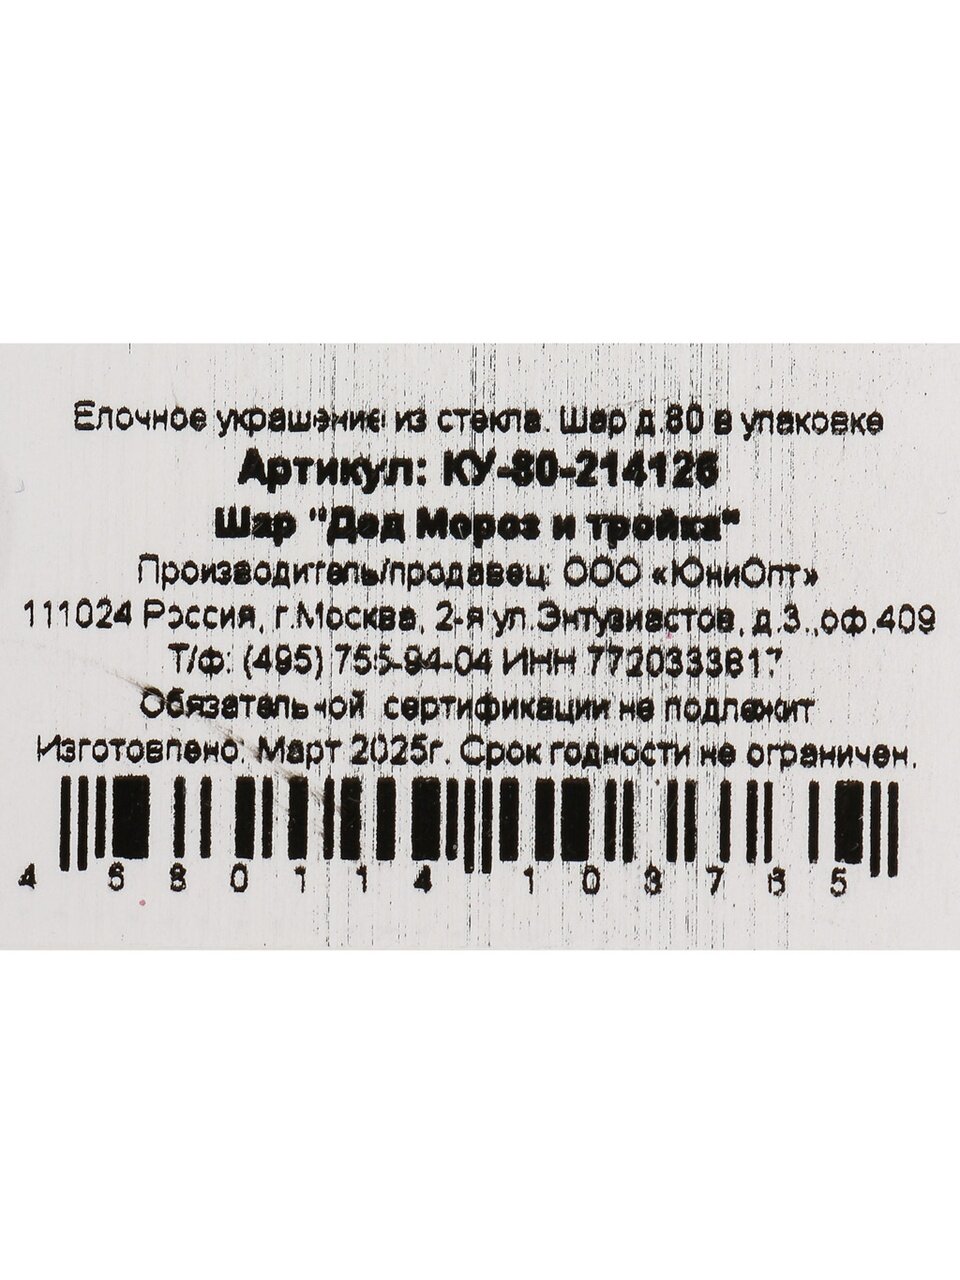 Елочное украшение из стекла. Шар д.80 в упаковке
Артикул: КУ-80-214126
Шар "Дед Мороз и тройка"
Производитель/продавец: ООО «ЮниОпт»
111024 Россия, г.Москва, 2-я ул.Энтузиастов, д.3.,оф.409
Т/ф: (495) 755-94-04 ИНН 7720333817
Обязательной сертификации не подлежит
Изготовлено: Март 2025г. Срок годности не ограничен.
4 680114 103765